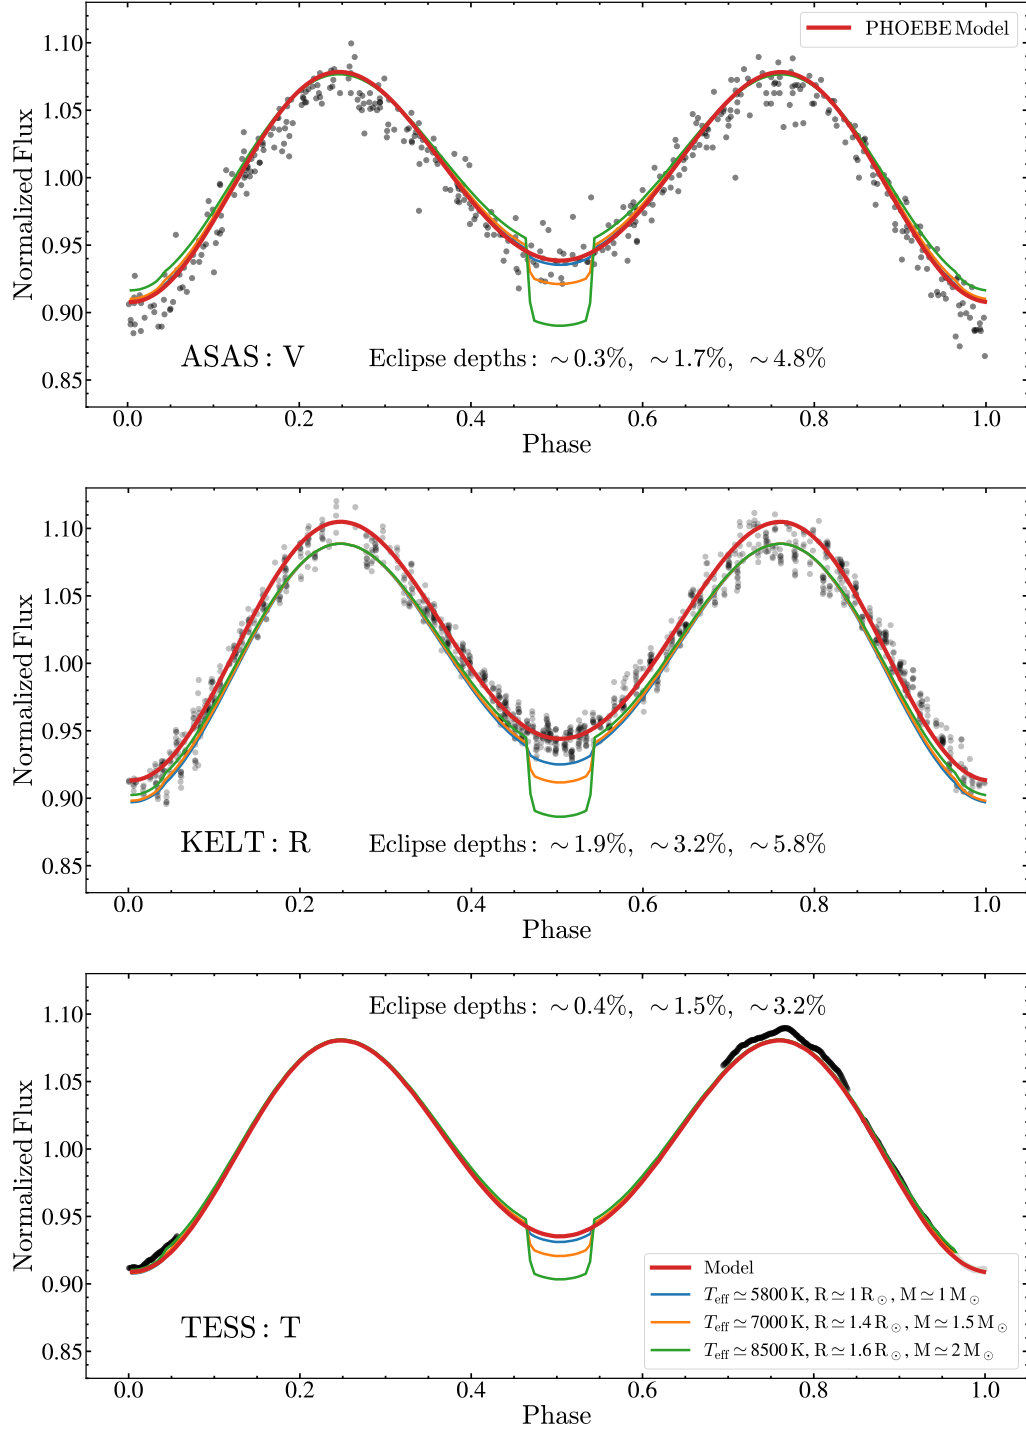 PHOEBE Model
1.10
1.05
1.00
0.95
0.90
0.85
Normalized Flux
ASAS : V
Eclipse depths : ∼0.3%, ∼1.7%, ∼4.8%
0.0 0.2 0.4 0.6 0.8 1.0
Phase
1.10
1.05
1.00
0.95
0.90
0.85
Normalized Flux
KELT : R
Eclipse depths : ∼1.9%, ∼3.2%, ∼5.8%
0.0 0.2 0.4 0.6 0.8 1.0
Phase
Eclipse depths : ∼0.4%, ∼1.5%, ∼3.2%
1.10
1.05
1.00
0.95
0.90
0.85
Normalized Flux
Model
T_eff ≃ 5800 K, R ≃ 1 R_⊙, M ≃ 1 M_⊙
T_eff ≃ 7000 K, R ≃ 1.4 R_⊙, M ≃ 1.5 M_⊙
T_eff ≃ 8500 K, R ≃ 1.6 R_⊙, M ≃ 2 M_⊙
TESS : T
0.0 0.2 0.4 0.6 0.8 1.0
Phase